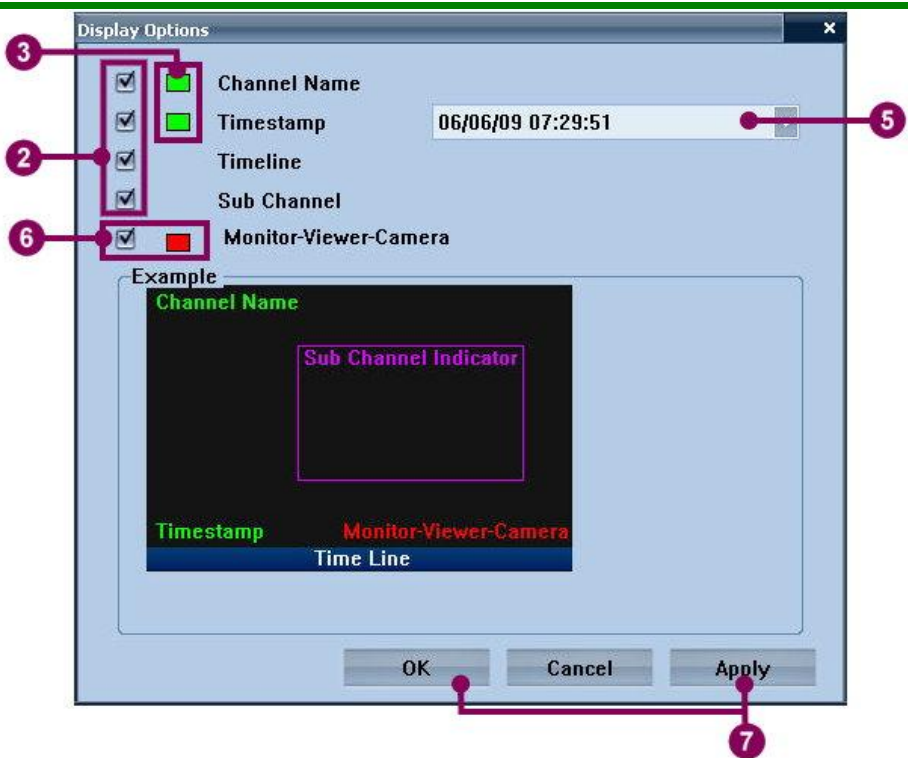 Display Options
3
Channel Name
Timestamp 06/06/09 07:29:51
5
2
Timeline
Sub Channel
6
Monitor-Viewer-Camera
Example
Channel Name
Sub Channel Indicator
Timestamp Monitor-Viewer-Camera
Time Line
OK Cancel Apply
7